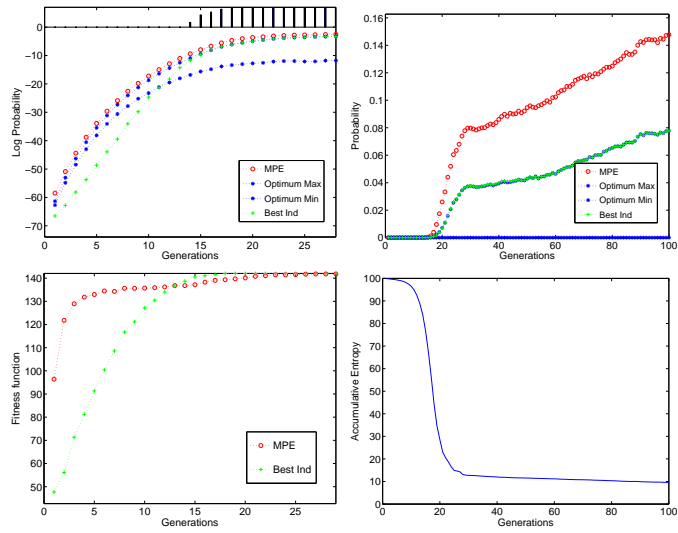 0
−10
−20
−30
−40
−50
−60
−70
Log Probability
0 5 10 15 20 25
Generations
MPE
Optimum Max
Optimum Min
Best Ind
0.16
0.14
0.12
0.1
0.08
0.06
0.04
0.02
0
Probability
0 20 40 60 80 100
Generations
MPE
Optimum Max
Optimum Min
Best Ind
140
130
120
110
100
90
80
70
60
50
Fitness function
0 5 10 15 20 25
Generations
MPE
Best Ind
100
90
80
70
60
50
40
30
20
10
0
Accumulative Entropy
0 20 40 60 80 100
Generations